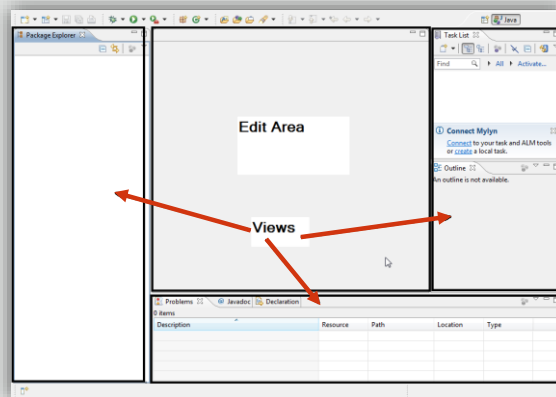 Java
Package Explorer
Task List
Find
All
Activate...
Edit Area
Connect Mylyn
Connect to your task and ALM tools
or create a local task.
Outline
An outline is not available.
Views
Problems
Javadoc
Declaration
0 items
Description
Resource
Path
Location
Type